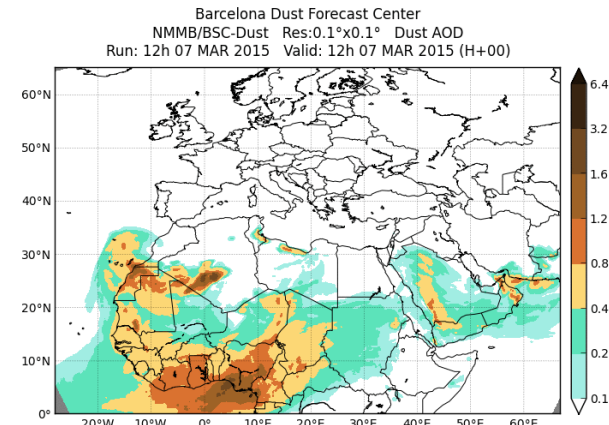 Barcelona Dust Forecast Center
NMMB/BSC-Dust Res:0.1°x0.1° Dust AOD
Run: 12h 07 MAR 2015 Valid: 12h 07 MAR 2015 (H+00)
60°N
50°N
40°N
30°N
20°N
10°N
0°
20°W 10°W 0°E 10°E 20°E 30°E 40°E 50°E 60°E
6.4
3.2
1.6
1.2
0.8
0.4
0.2
0.1